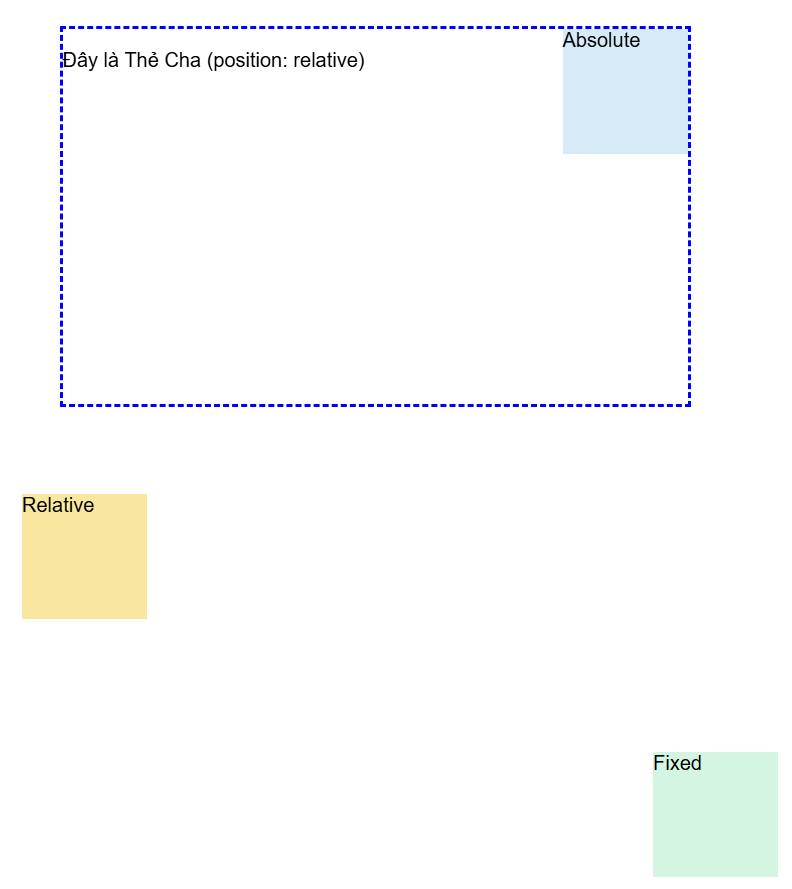 Absolute
Đây là Thẻ Cha (position: relative)
Relative
Fixed